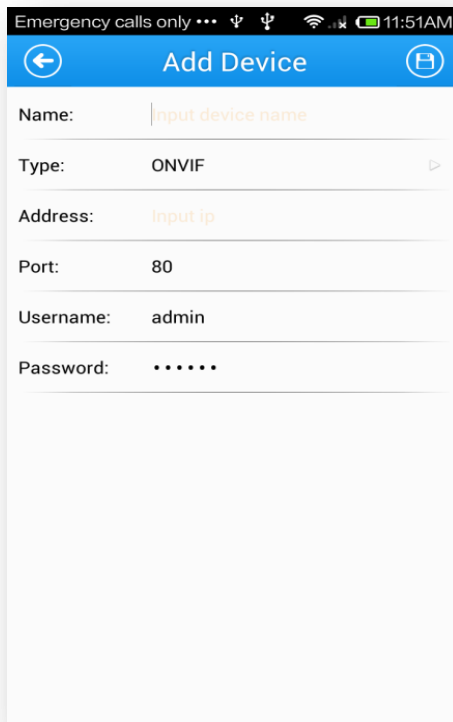 Emergency calls only ••• 11:51AM
Add Device
Name: Input device name
Type: ONVIF
Address: Input ip
Port: 80
Username: admin
Password: ••••••